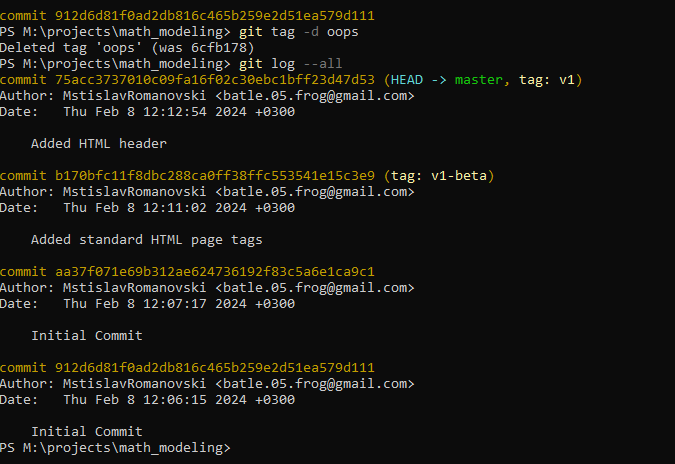 commit 912d6d81f0ad2db816c465b259e2d51ea579d111
PS M:\projects\math_modeling> git tag -d oops
Deleted tag 'oops' (was 6cfb178)
PS M:\projects\math_modeling> git log --all
commit 75acc3737010c09fa16f02c30ebc1bff23d47d53 (HEAD -> master, tag: v1)
Author: MstislavRomanovski <batle.05.frog@gmail.com>
Date:   Thu Feb 8 12:12:54 2024 +0300
    Added HTML header
commit b170bfc11f8dbc288ca0ff38ffc553541e15c3e9 (tag: v1-beta)
Author: MstislavRomanovski <batle.05.frog@gmail.com>
Date:   Thu Feb 8 12:11:02 2024 +0300
    Added standard HTML page tags
commit aa37f071e69b312ae624736192f83c5a6e1ca9c1
Author: MstislavRomanovski <batle.05.frog@gmail.com>
Date:   Thu Feb 8 12:07:17 2024 +0300
    Initial Commit
commit 912d6d81f0ad2db816c465b259e2d51ea579d111
Author: MstislavRomanovski <batle.05.frog@gmail.com>
Date:   Thu Feb 8 12:06:15 2024 +0300
    Initial Commit
PS M:\projects\math_modeling>